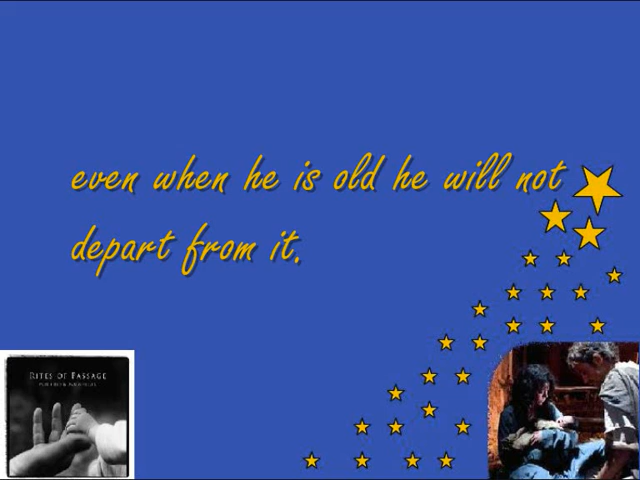 even when he is old he will not
depart from it.
RITES OF PASSAGE